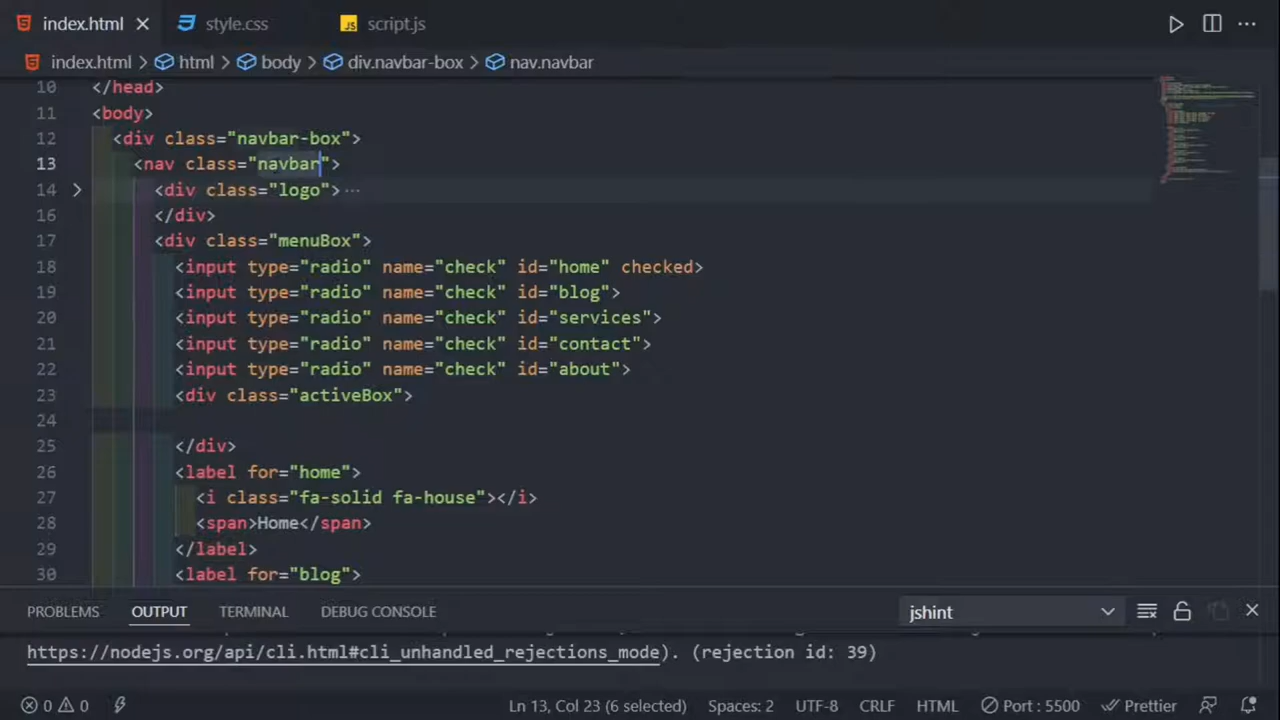 index.html style.css JS script.js
index.html > html > body > div.navbar-box > nav.navbar
10 </head>
11 <body>
12 <div class="navbar-box">
13 <nav class="navbar">
14 > <div class="logo"> ···
16 </div>
17 <div class="menuBox">
18 <input type="radio" name="check" id="home" checked>
19 <input type="radio" name="check" id="blog">
20 <input type="radio" name="check" id="services">
21 <input type="radio" name="check" id="contact">
22 <input type="radio" name="check" id="about">
23 <div class="activeBox">
24
25 </div>
26 <label for="home">
27 <i class="fa-solid fa-house"></i>
28 <span>Home</span>
29 </label>
30 <label for="blog">
PROBLEMS OUTPUT TERMINAL DEBUG CONSOLE jshint
https://nodejs.org/api/cli.html#cli_unhandled_rejections_mode). (rejection id: 39)
0 0 Ln 13, Col 23 (6 selected) Spaces: 2 UTF-8 CRLF HTML Port : 5500 Prettier